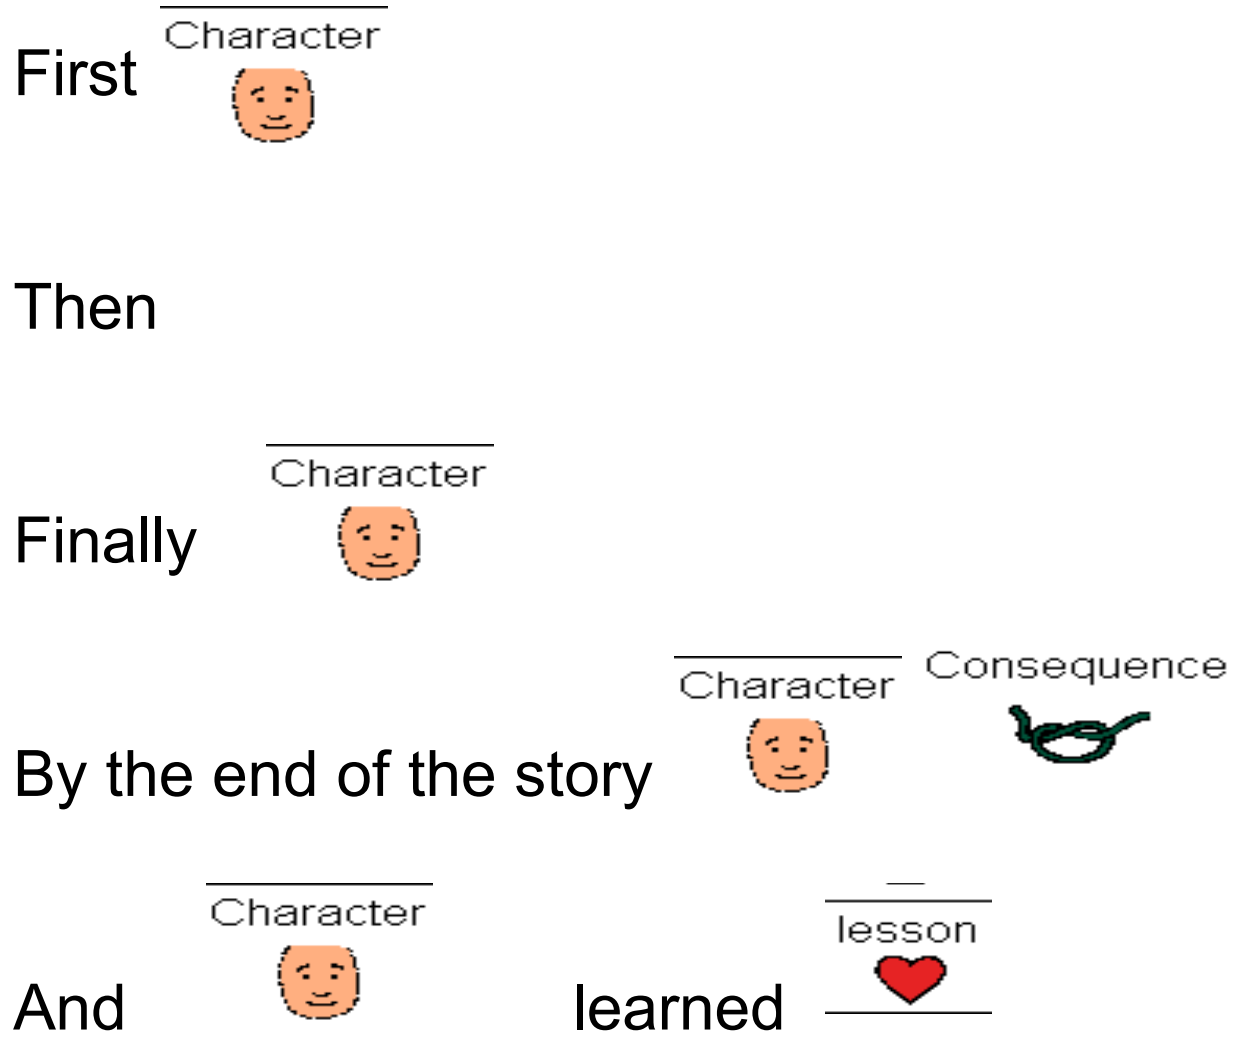 Character
First
Then
Character
Finally
Character Consequence
By the end of the story
Character lesson
And learned